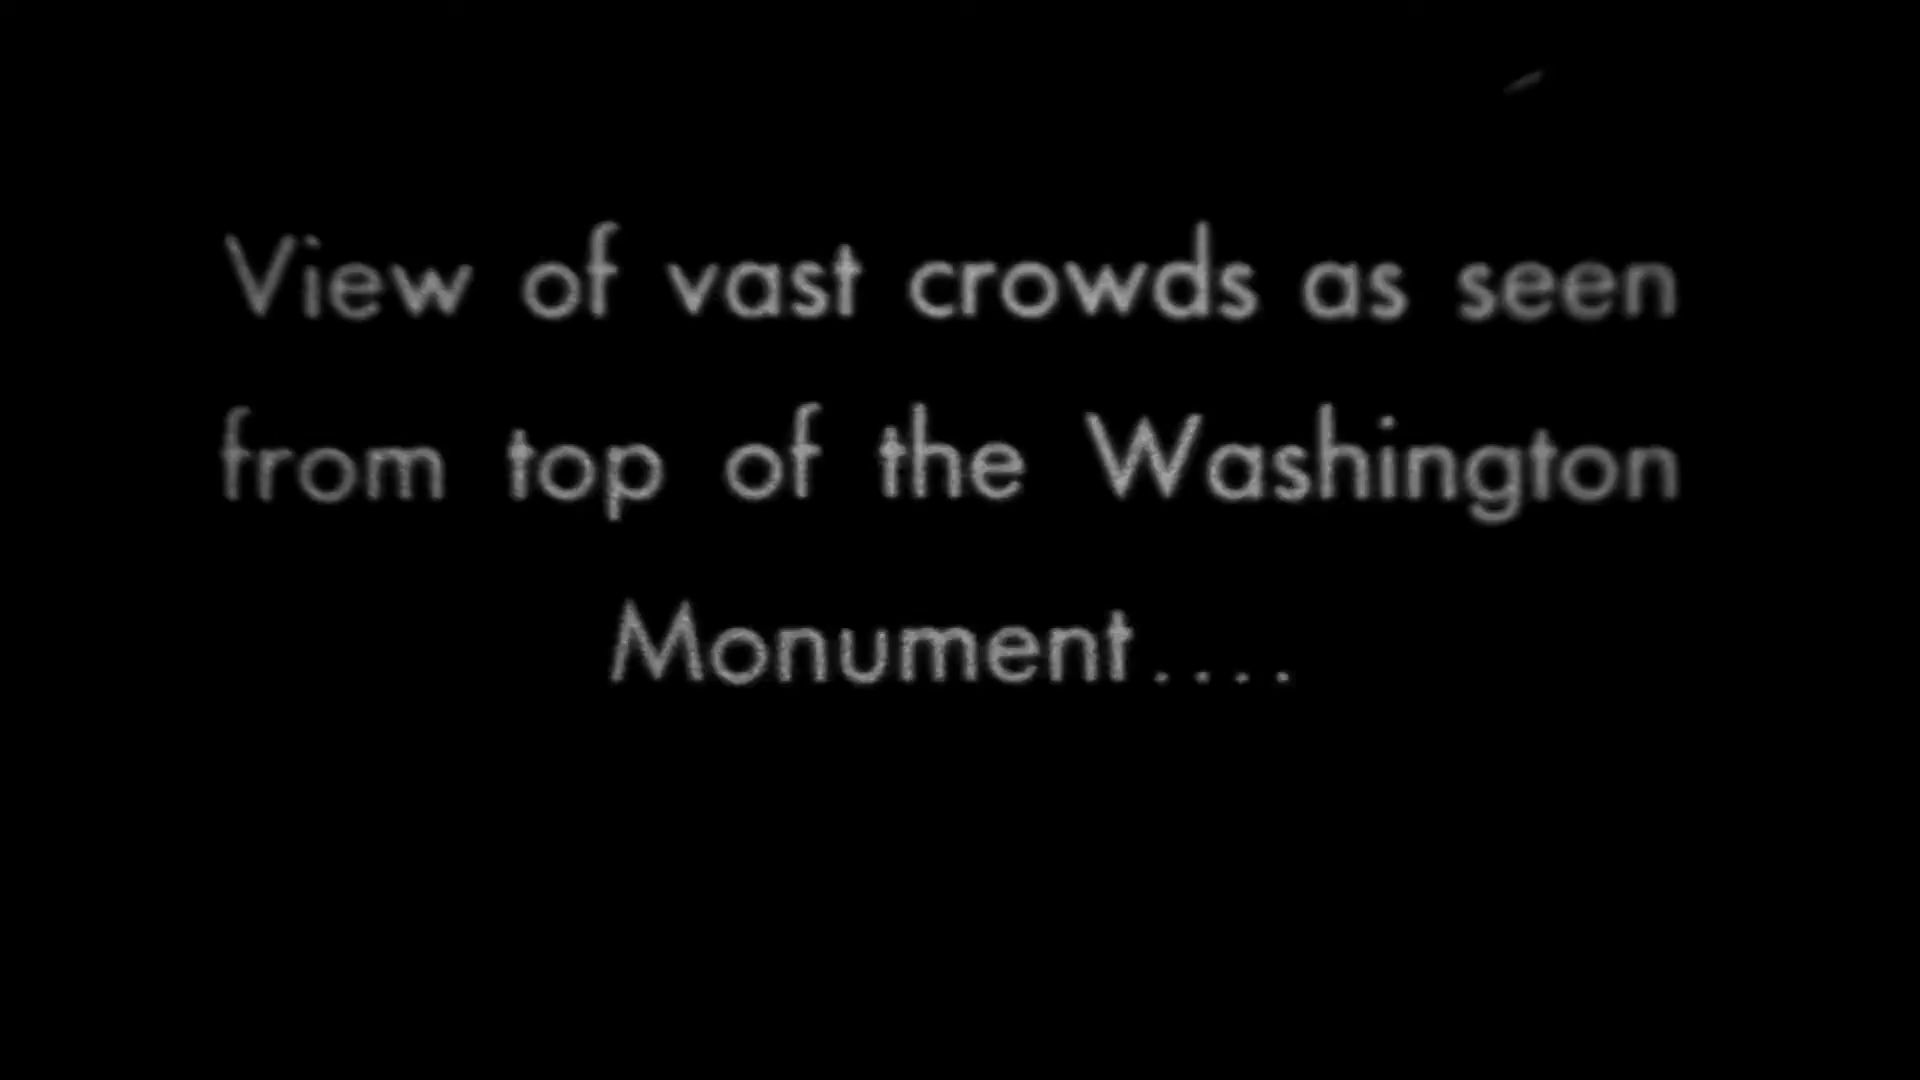 View of vast crowds as seen
from top of the Washington
Monument....